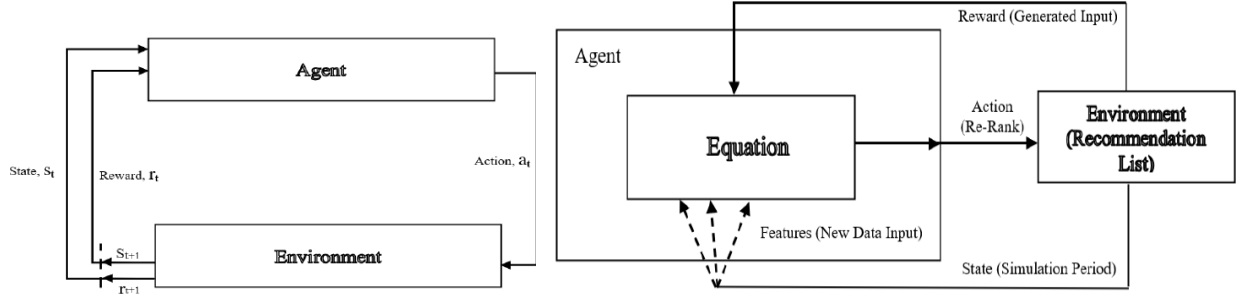 Agent
State, St
Reward, rt
Action, at
St+1
Environment
rt+1
Reward (Generated Input)
Agent
Equation
Action
(Re-Rank)
Environment
(Recommendation
List)
Features (New Data Input)
State (Simulation Period)